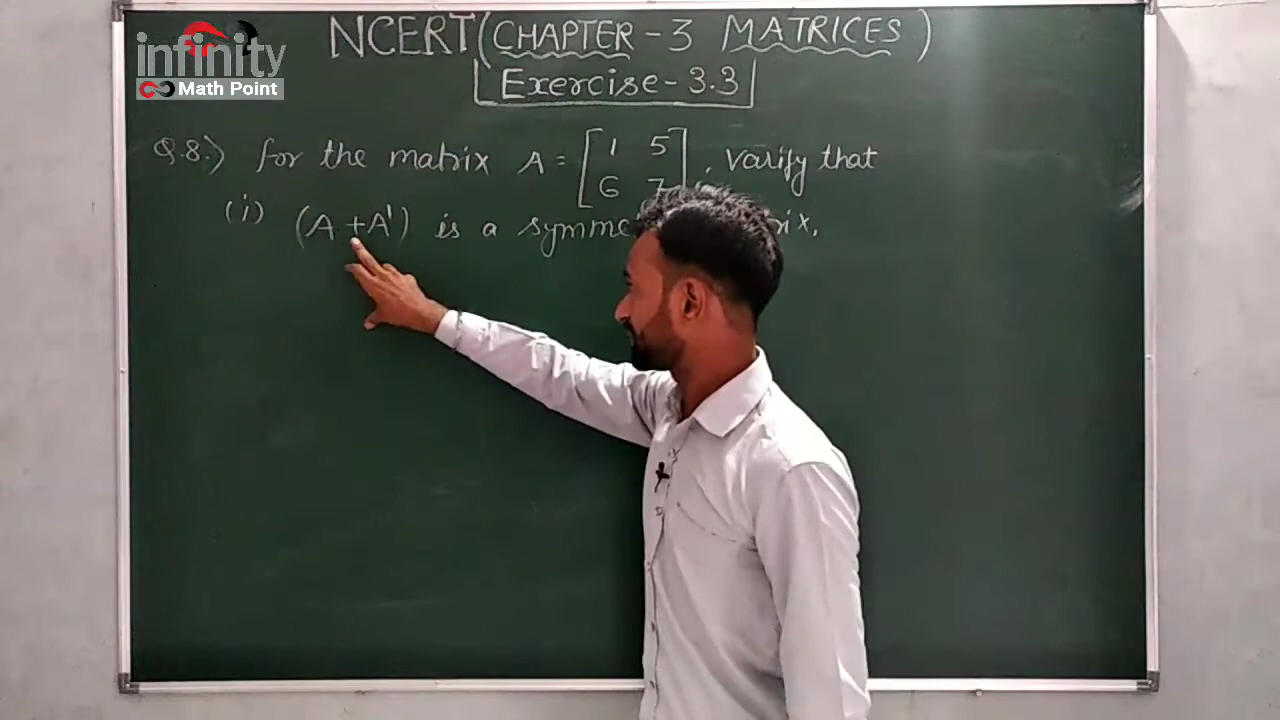 infinity
Math Point
NCERT (CHAPTER - 3 MATRICES)
Exercise - 3.3
Q.8.) for the matrix A = [1 5
6 7], varify that
(i) (A + A') is a